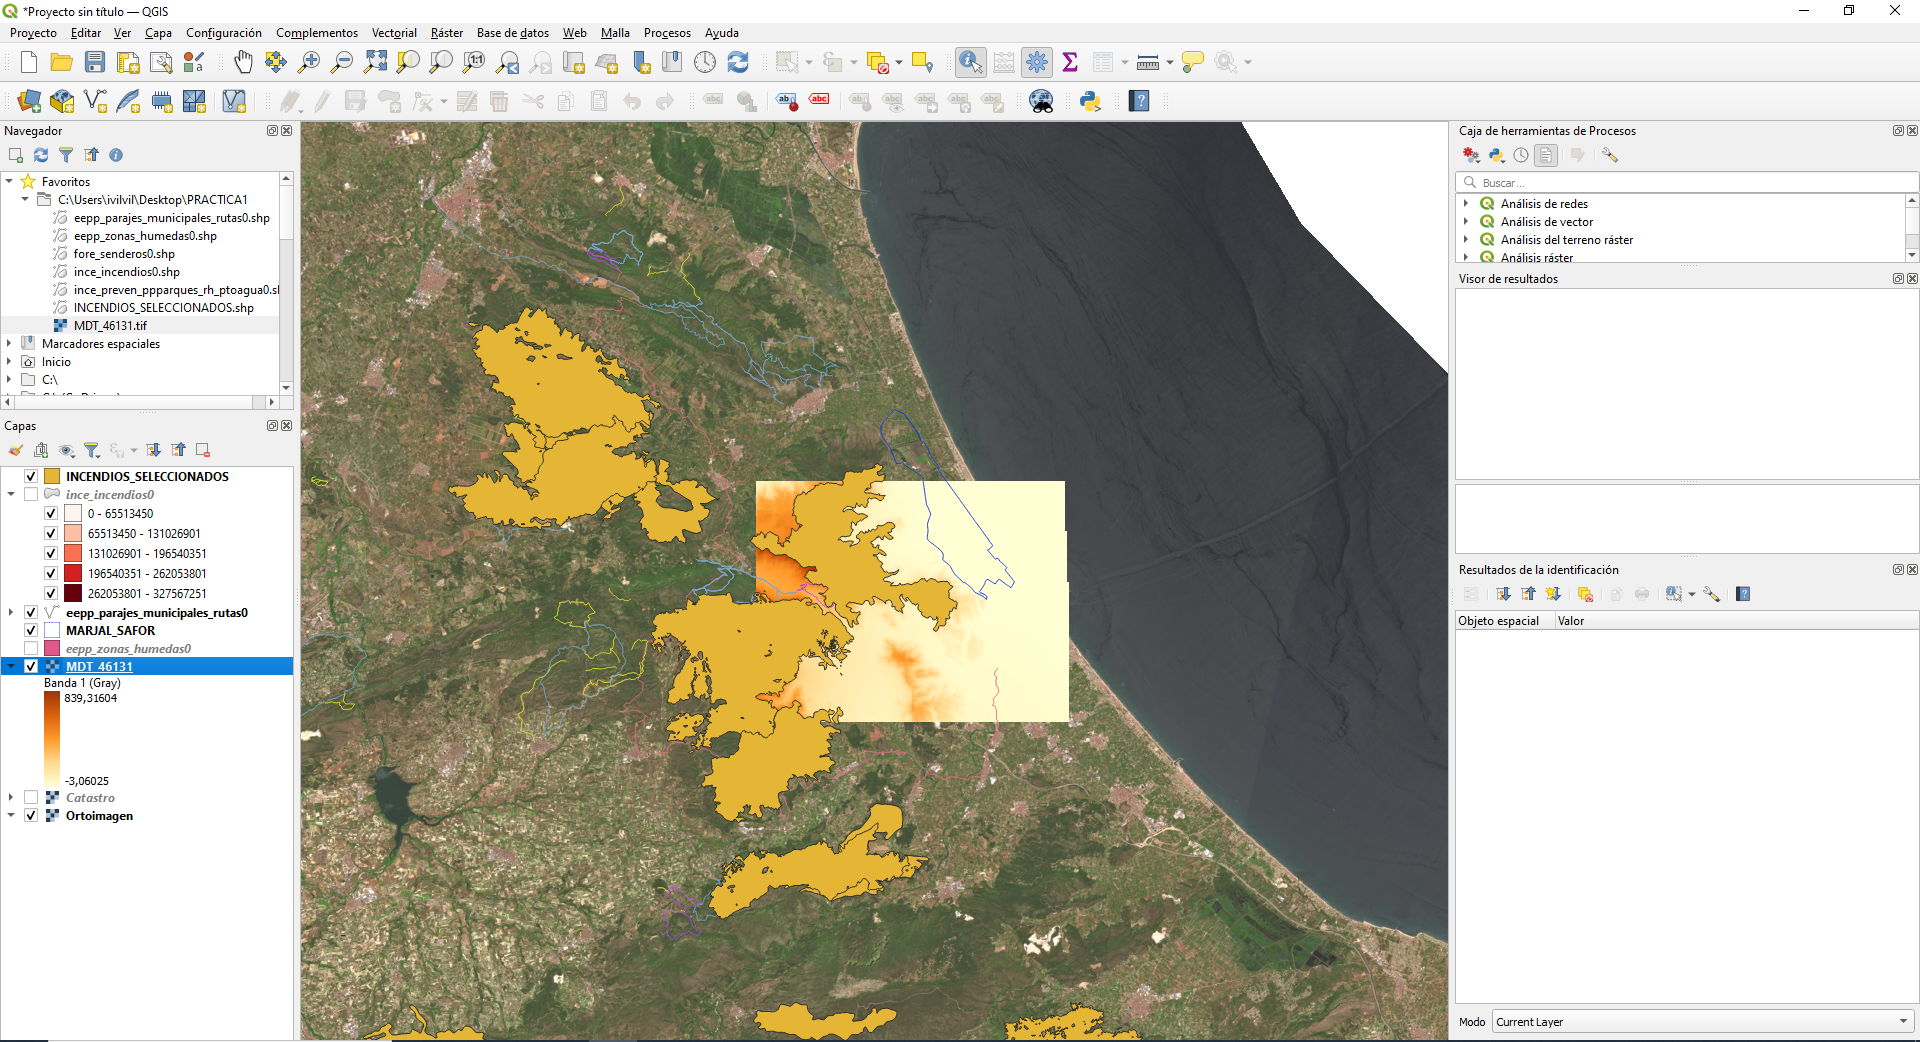 *Proyecto sin título — QGIS
Proyecto Editar Ver Capa Configuración Complementos Vectorial Ráster Base de datos Web Malla Procesos Ayuda
Navegador
Favoritos
C:\Users\ivilvil\Desktop\PRACTICA1
eepp_parajes_municipales_rutas0.shp
eepp_zonas_humedas0.shp
fore_senderos0.shp
ince_incendios0.shp
ince_preven_ppparques_rh_ptoagua0.sl
INCENDIOS_SELECCIONADOS.shp
MDT_46131.tif
Marcadores espaciales
Inicio
C:\
Capas
INCENDIOS_SELECCIONADOS
ince_incendios0
0 - 65513450
65513450 - 131026901
131026901 - 196540351
196540351 - 262053801
262053801 - 327567251
eepp_parajes_municipales_rutas0
MARJAL_SAFOR
eepp_zonas_humedas0
MDT_46131
Banda 1 (Gray)
839,31604
-3,06025
Catastro
Ortoimagen
Caja de herramientas de Procesos
Buscar...
Análisis de redes
Análisis de vector
Análisis del terreno ráster
Análisis ráster
Visor de resultados
Resultados de la identificación
Objeto espacial Valor
Modo Current Layer